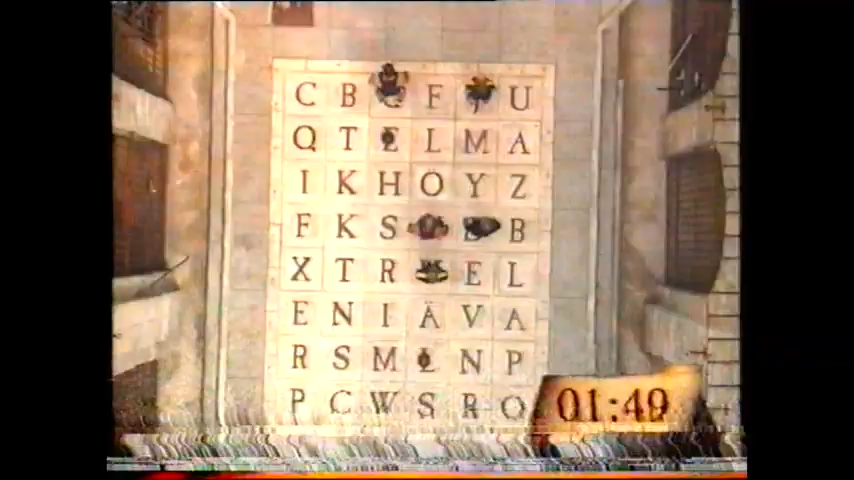 C B F U
Q T E L M A
I K H O Y Z
F K S B
X T R E L
E N I Ä V A
R S M L N P
P C W S R O
01:49